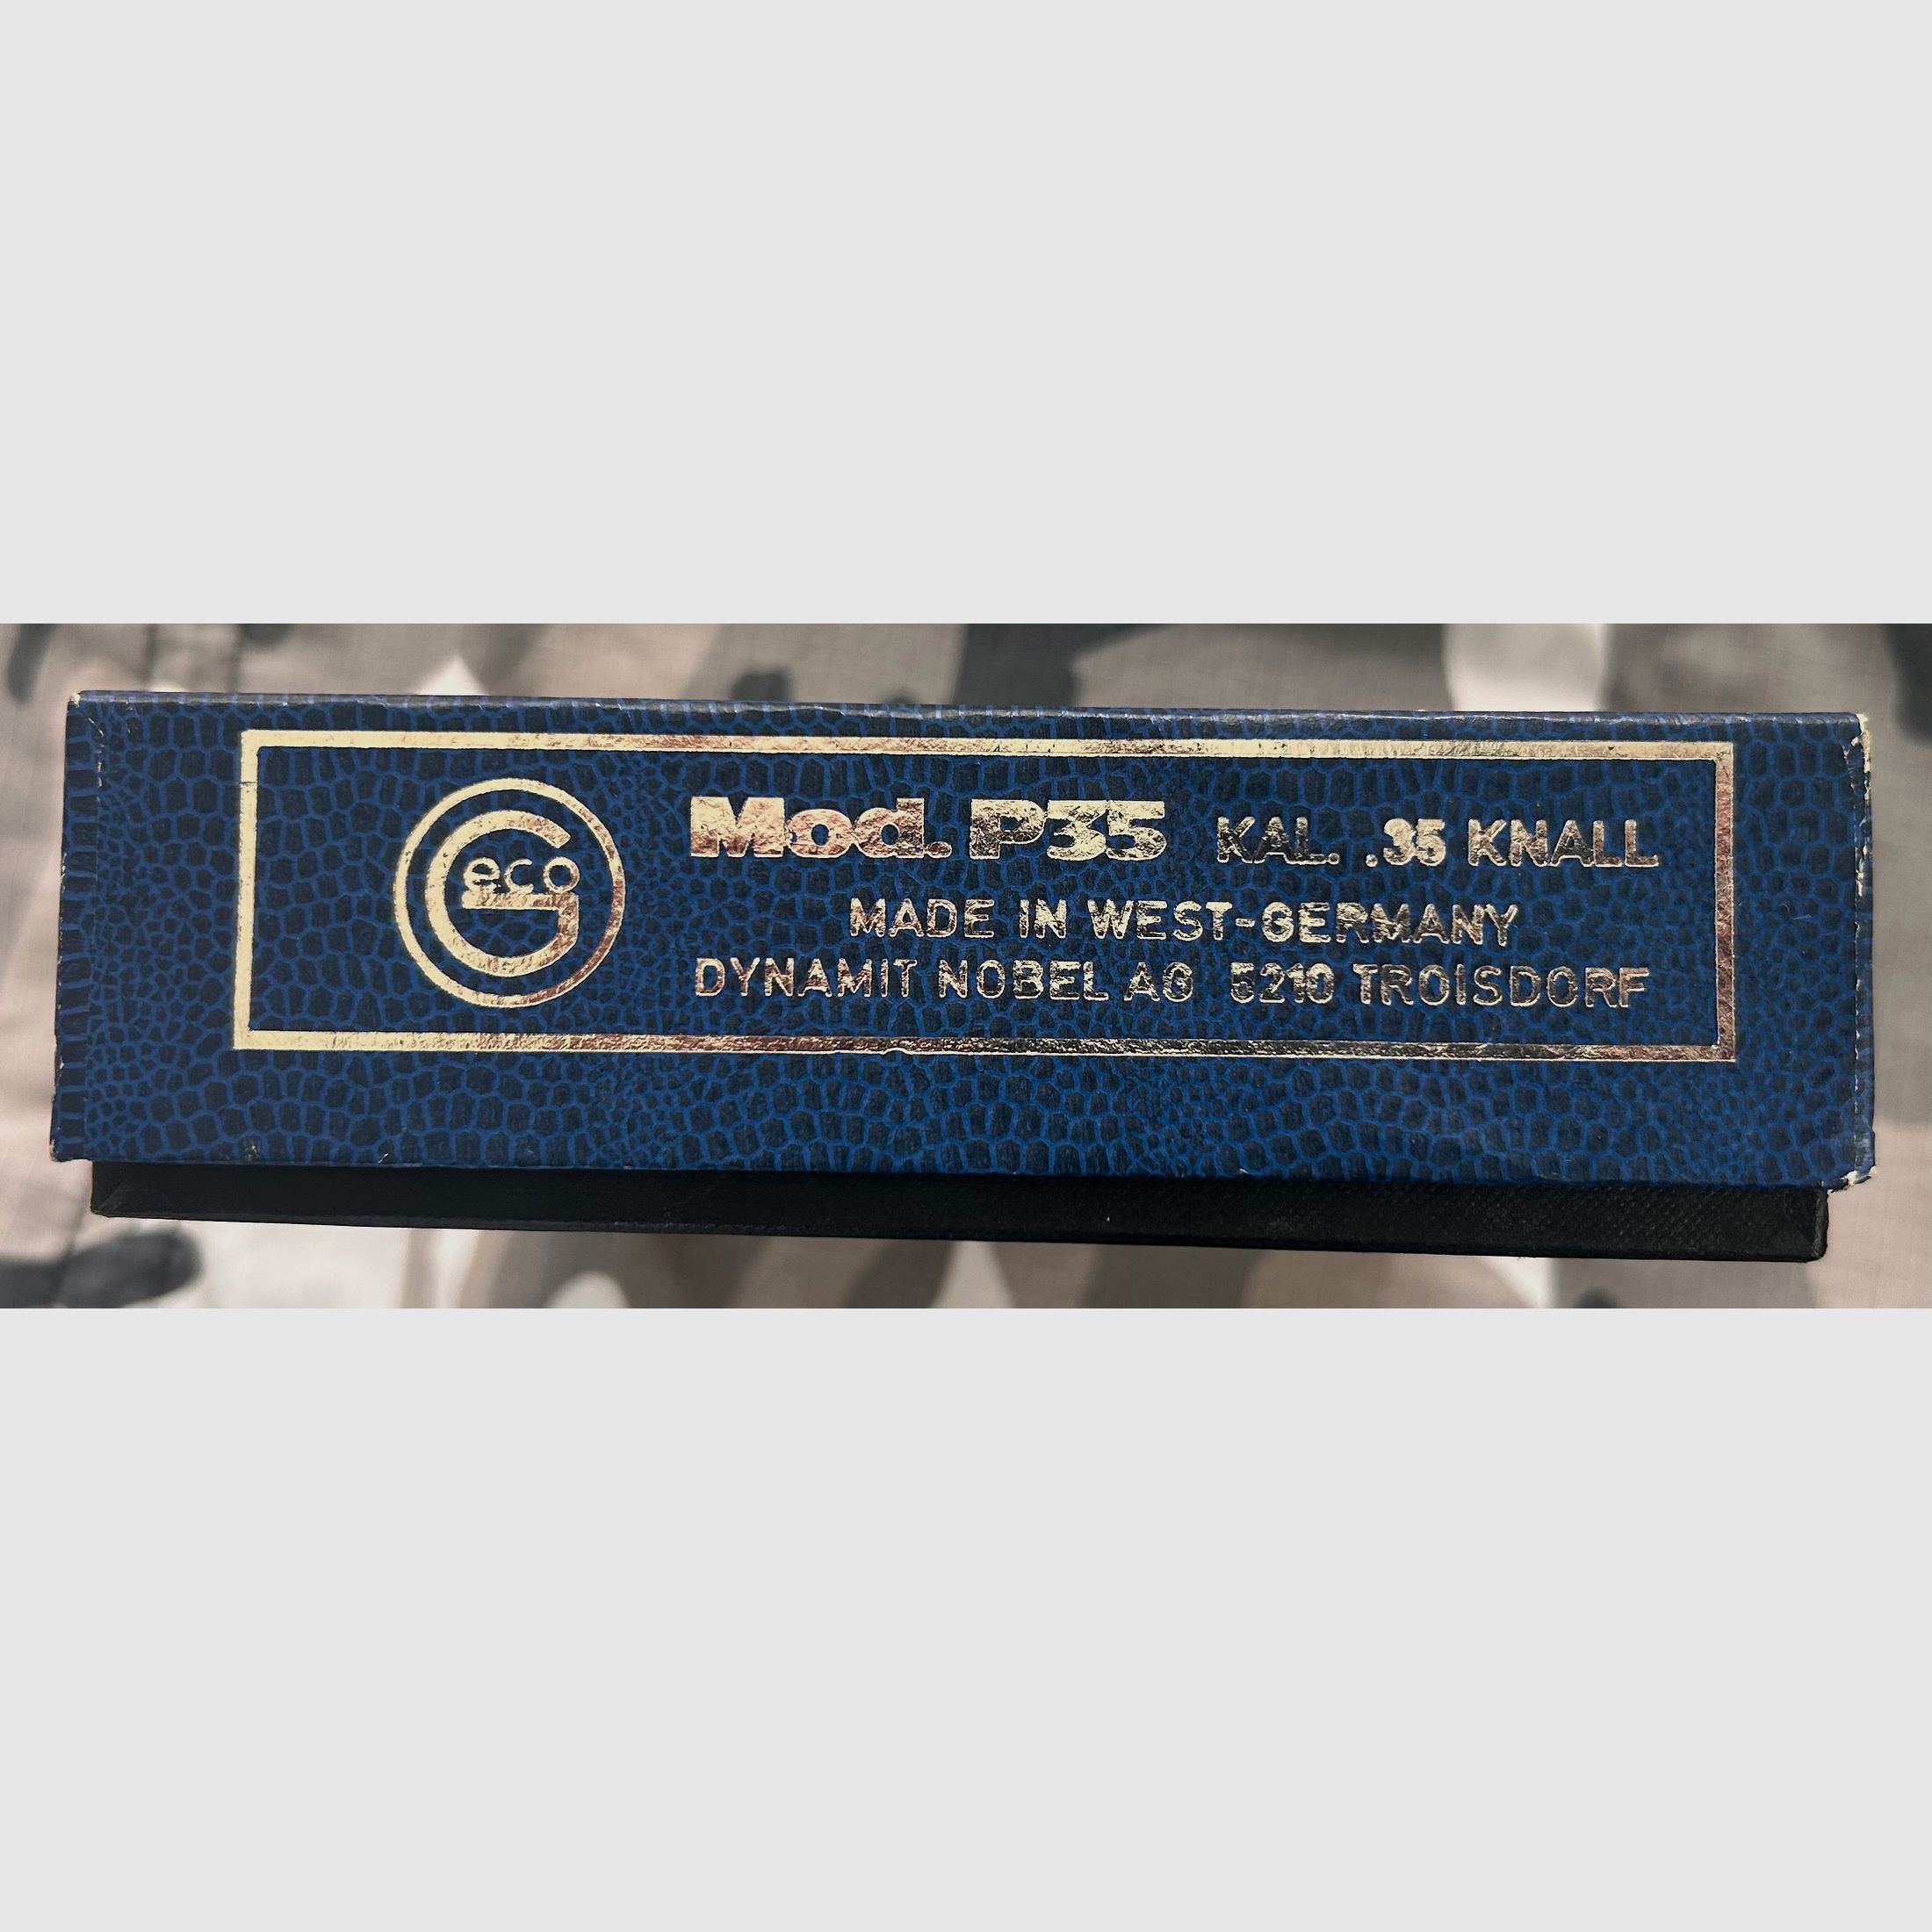 Geco
Mod. P35 KAL. .35 KNALL
MADE IN WEST-GERMANY
DYNAMIT NOBEL AG 5210 TROISDORF